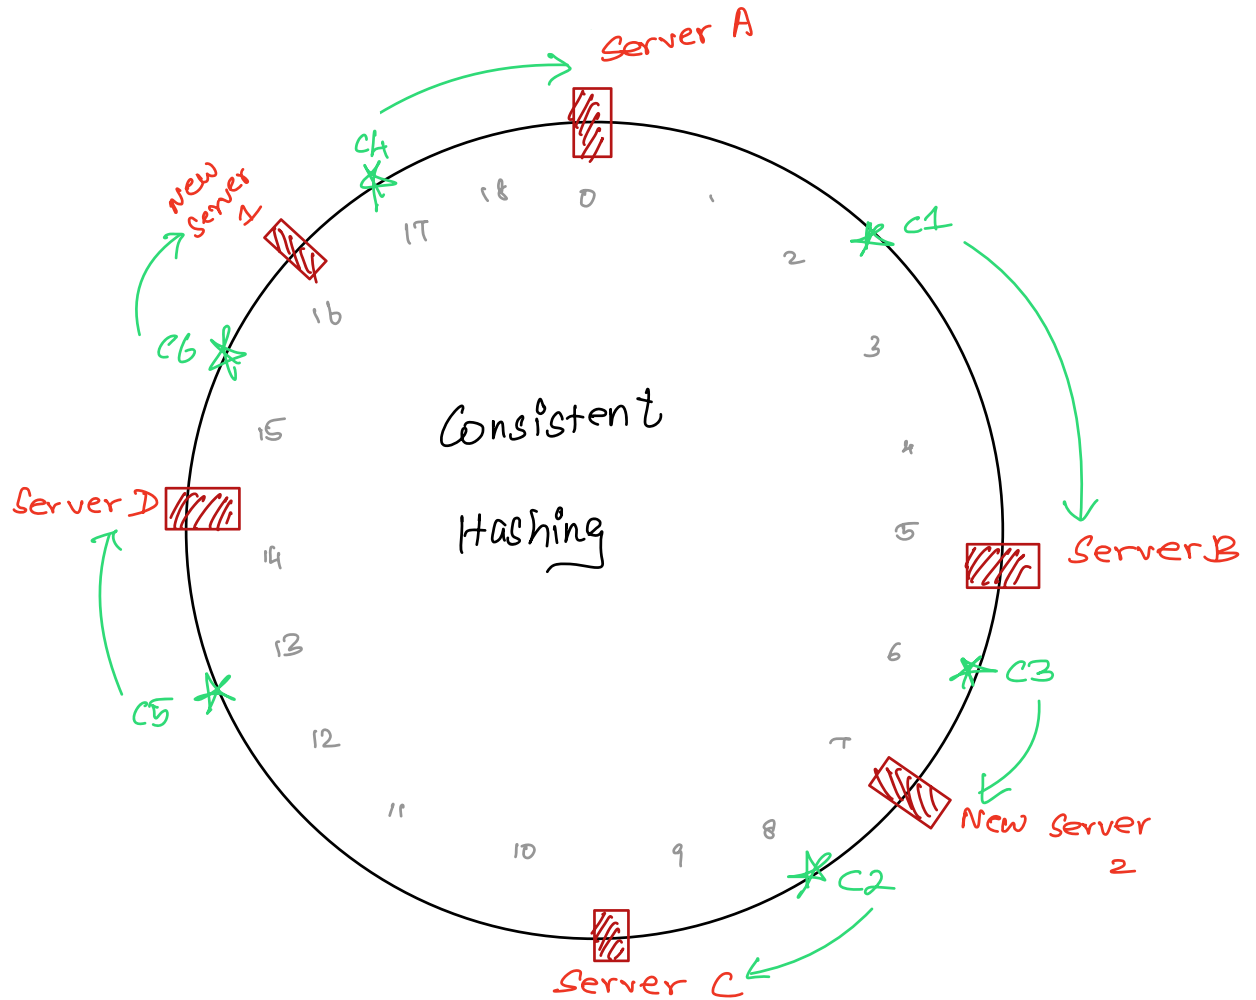 Server A
C4
New
Server
1
18
0
1
C1
17
2
16
C6
3
Consistent
15
4
Server D
Hashing
5
Server B
14
13
6
C3
C5
12
7
11
8
New Server
2
10
9
C2
Server C